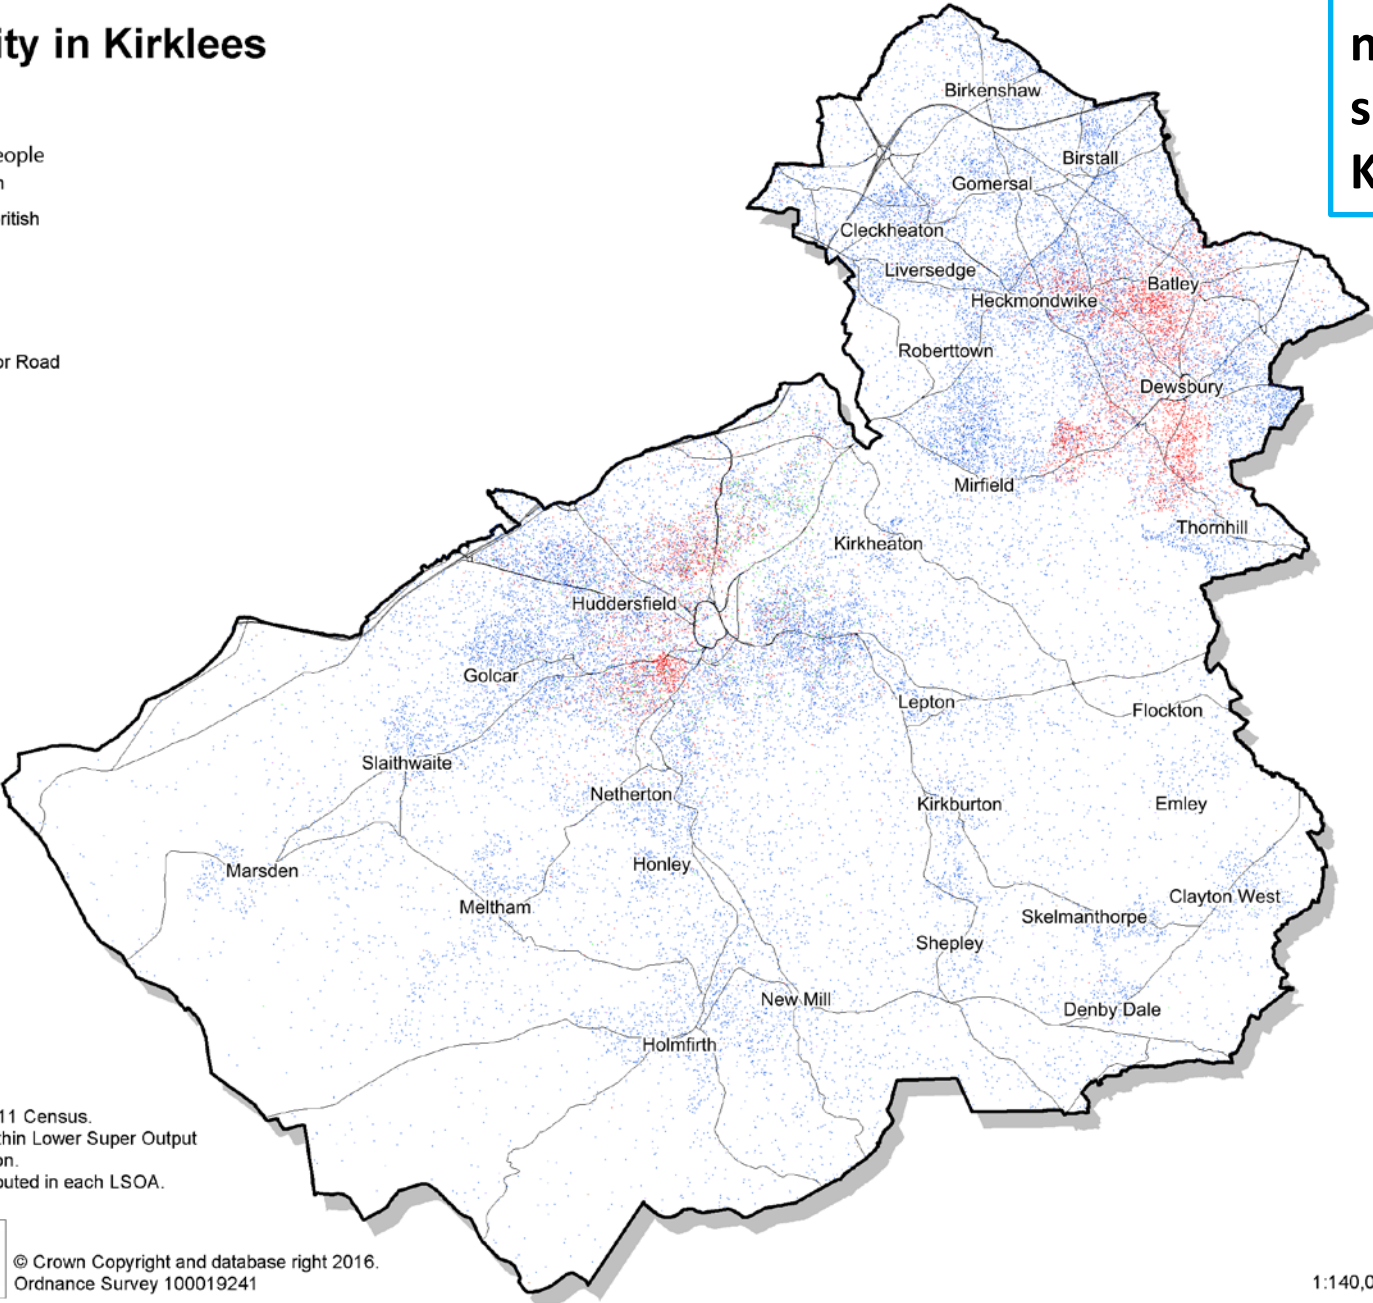 ity in Kirklees
eople
n
ritish
or Road
n
s
K
Birkenshaw
Birstall
Gomersal
Cleckheaton
Liversedge
Batley
Heckmondwike
Roberttown
Dewsbury
Mirfield
Thornhill
Kirkheaton
Huddersfield
Golcar
Lepton
Flockton
Slaithwaite
Netherton
Kirkburton
Emley
Marsden
Honley
Clayton West
Meltham
Skelmanthorpe
Shepley
New Mill
Denby Dale
Holmfirth
11 Census.
thin Lower Super Output
on.
buted in each LSOA.
© Crown Copyright and database right 2016.
Ordnance Survey 100019241
1:140,0